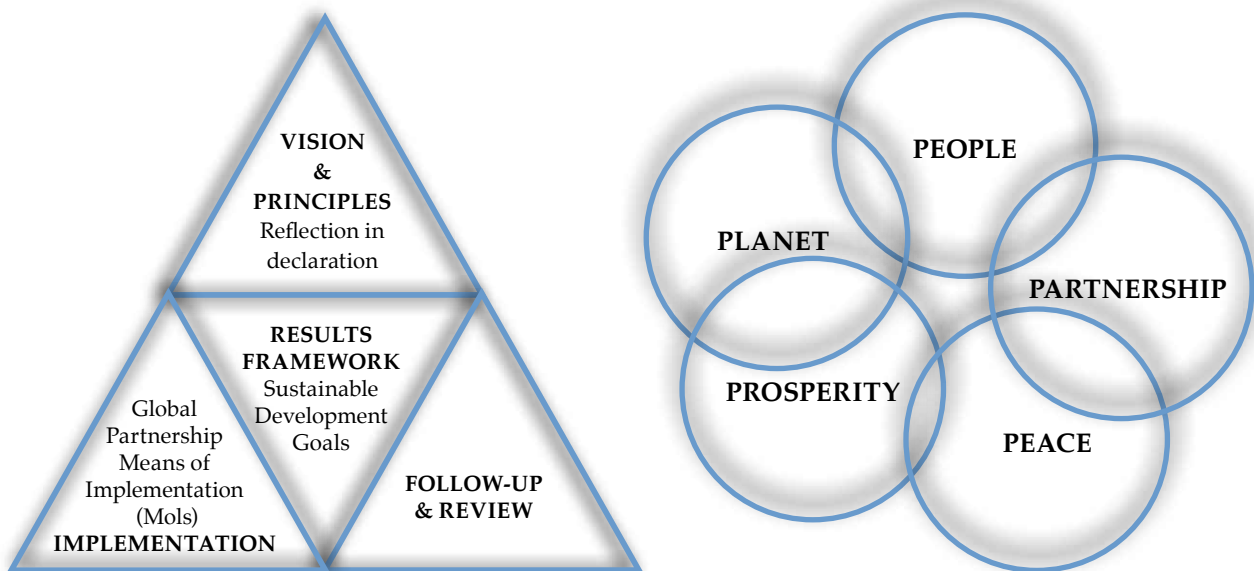 VISION
&
PRINCIPLES
Reflection in
declaration
RESULTS
FRAMEWORK
Sustainable
Development
Goals
Global
Partnership
Means of
Implementation
(Mols)
IMPLEMENTATION
FOLLOW-UP
& REVIEW
PEOPLE
PLANET
PARTNERSHIP
PROSPERITY
PEACE